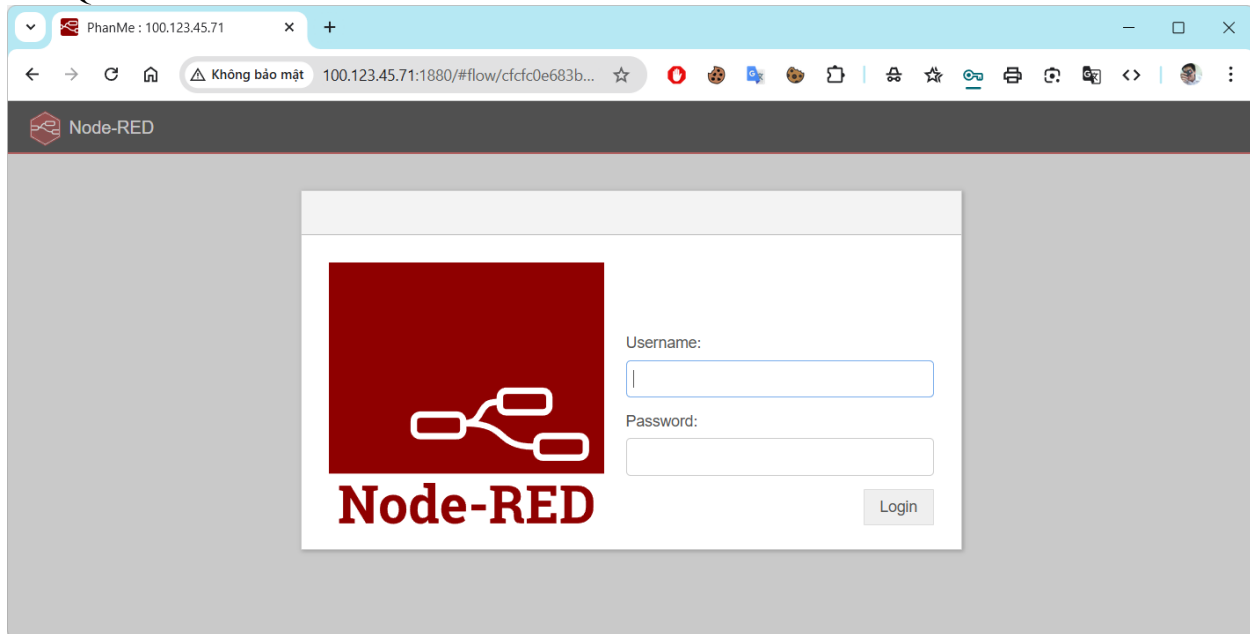 PhanMe : 100.123.45.71
Không bảo mật 100.123.45.71:1880/#flow/cfcfc0e683b...
Node-RED
Username:
Password:
Node-RED
Login